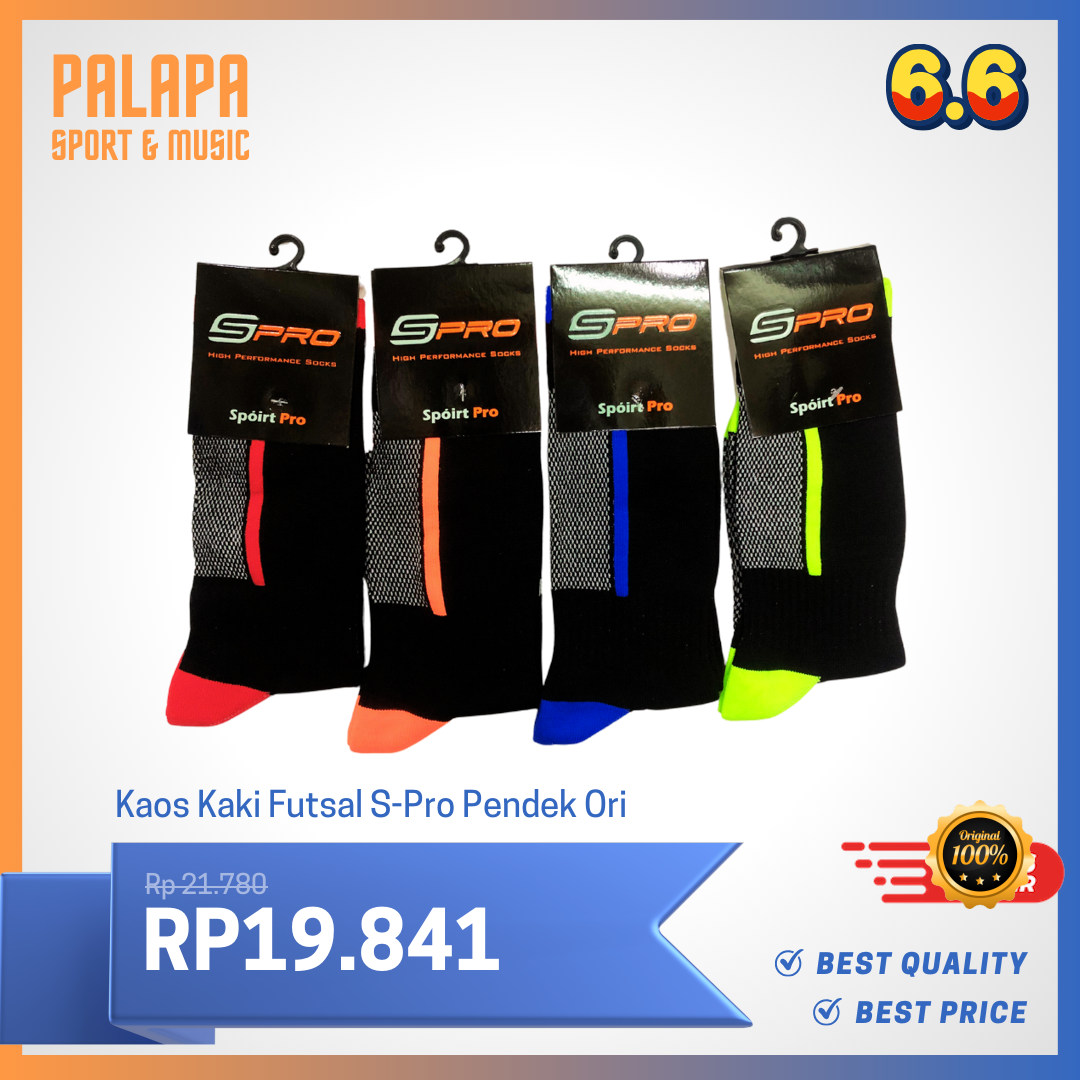 PALAPA
SPORT & MUSIC
6.6
SPRO
HIGH PERFORMANCE SOCKS
Spóirt Pro
SPRO
HIGH PERFORMANCE SOCKS
Spóirt Pro
SPRO
HIGH PERFORMANCE SOCKS
Spóirt Pro
SPRO
HIGH PERFORMANCE SOCKS
Spóirt Pro
Kaos Kaki Futsal S-Pro Pendek Ori
Rp 21.780
RP19.841
Original
100%
BEST QUALITY
BEST PRICE